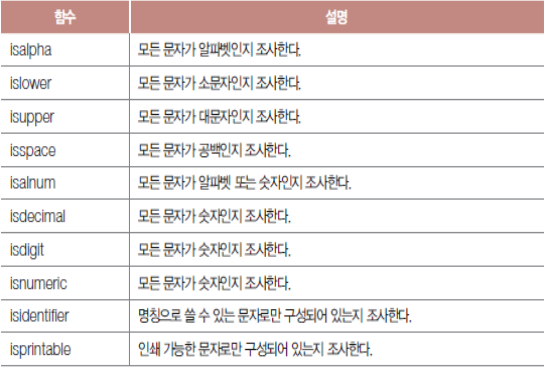 함수 설명
isalpha 모든 문자가 알파벳인지 조사한다.
islower 모든 문자가 소문자인지 조사한다.
isupper 모든 문자가 대문자인지 조사한다.
isspace 모든 문자가 공백인지 조사한다.
isalnum 모든 문자가 알파벳 또는 숫자인지 조사한다.
isdecimal 모든 문자가 숫자인지 조사한다.
isdigit 모든 문자가 숫자인지 조사한다.
isnumeric 모든 문자가 숫자인지 조사한다.
isidentifier 명칭으로 쓸 수 있는 문자로만 구성되어 있는지 조사한다.
isprintable 인쇄 가능한 문자로만 구성되어 있는지 조사한다.